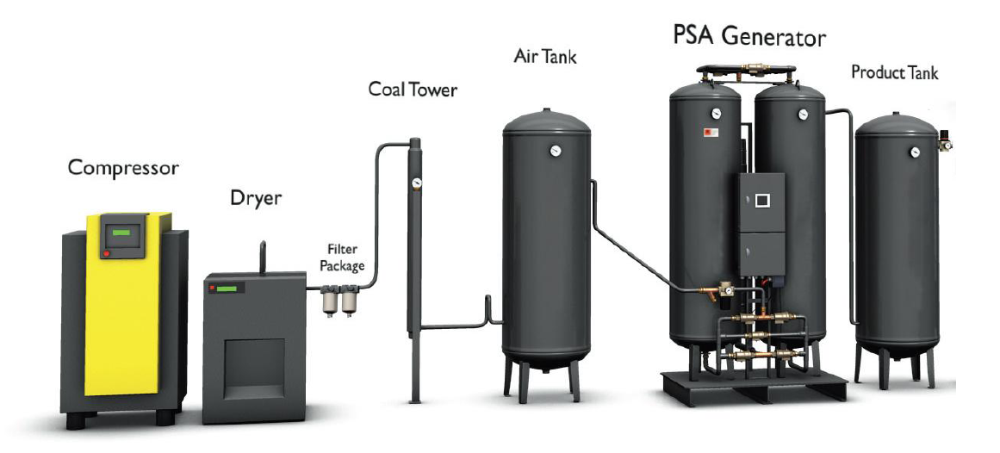 Compressor
Dryer
Filter
Package
Coal Tower
Air Tank
PSA Generator
Product Tank